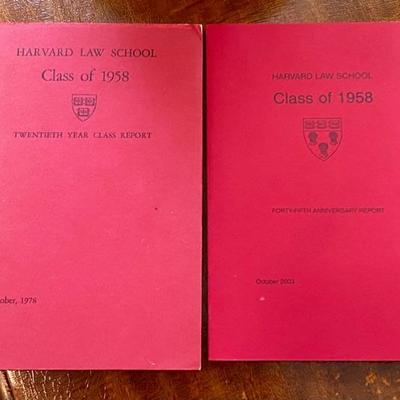 HARVARD LAW SCHOOL
Class of 1958
TWENTIETH YEAR CLASS REPORT
ober, 1978
HARVARD LAW SCHOOL
Class of 1958
FORTY-FIFTH ANNIVERSARY REPORT
October 2003